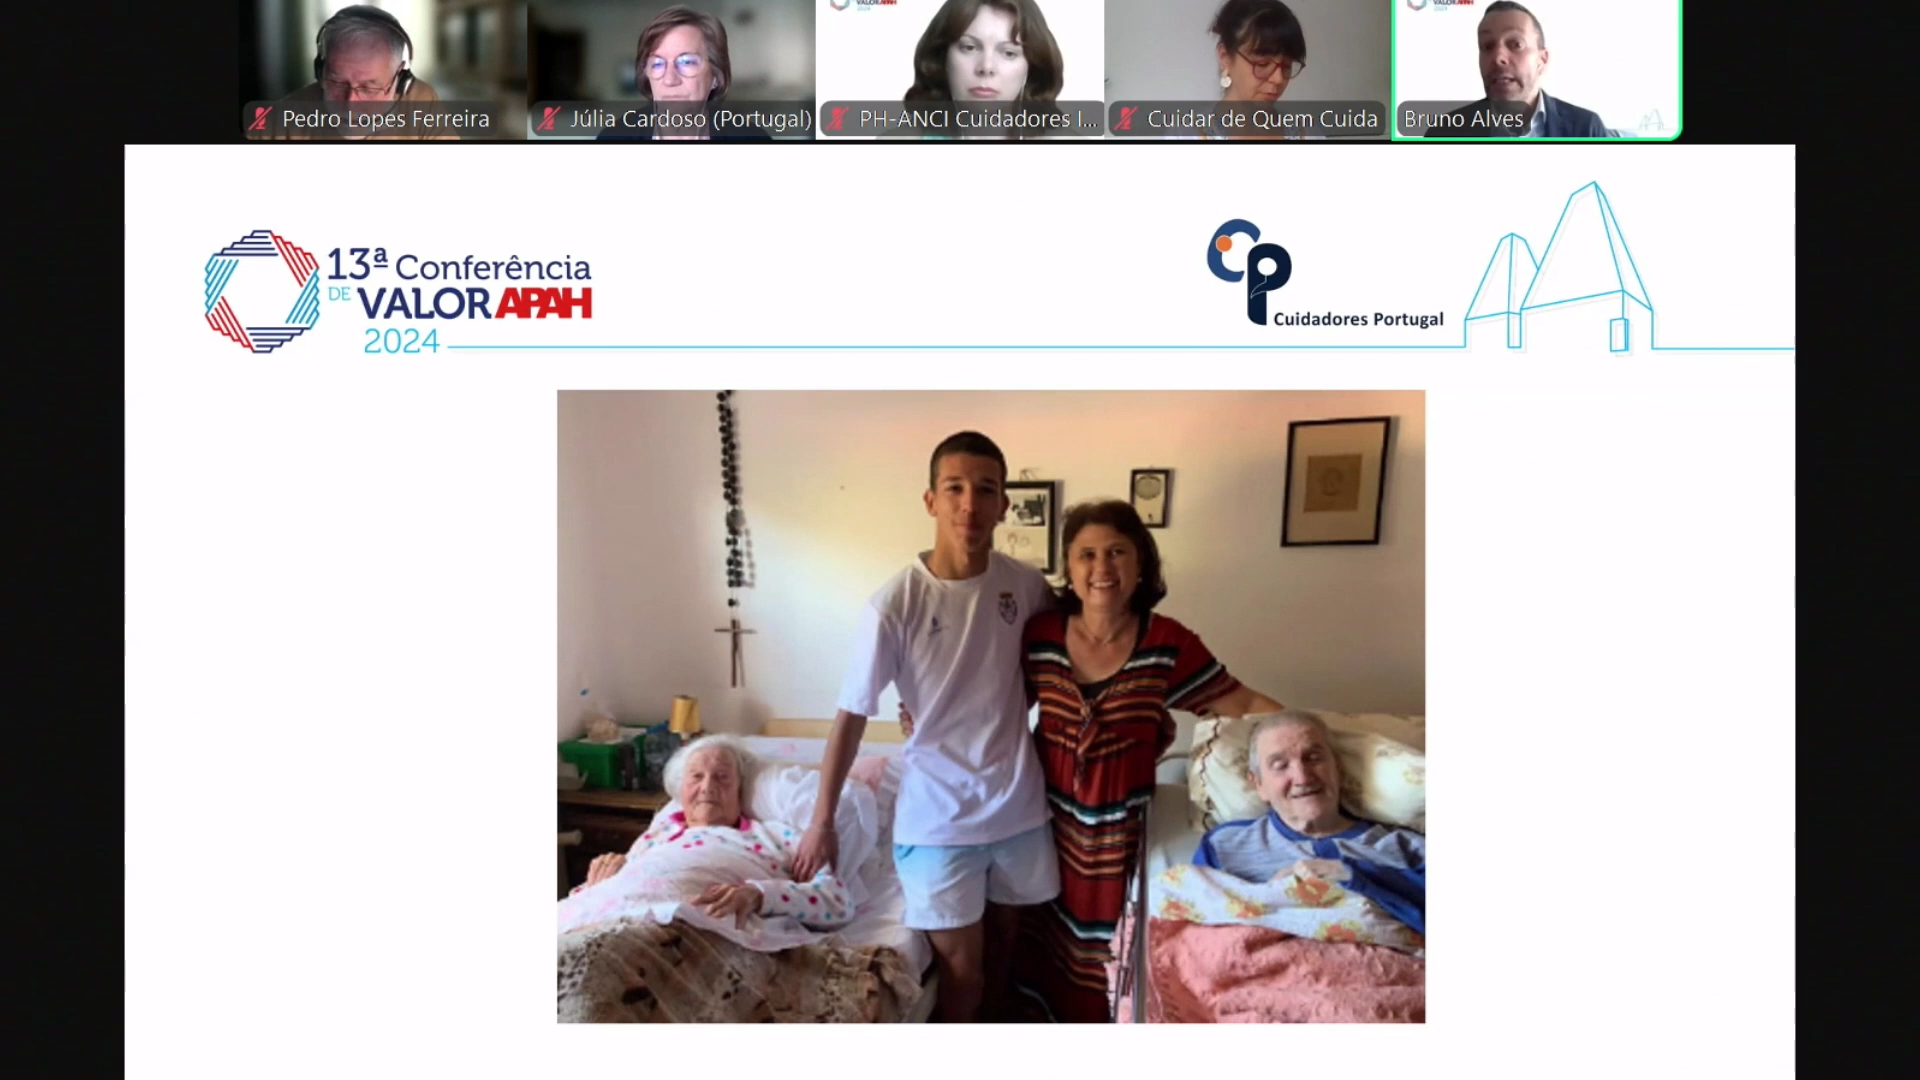 Pedro Lopes Ferreira
Júlia Cardoso (Portugal)
PH-ANCI Cuidadores I...
Cuidar de Quem Cuida
Bruno Alves
13ª Conferência
DE VALOR APAH
2024
CP
Cuidadores Portugal